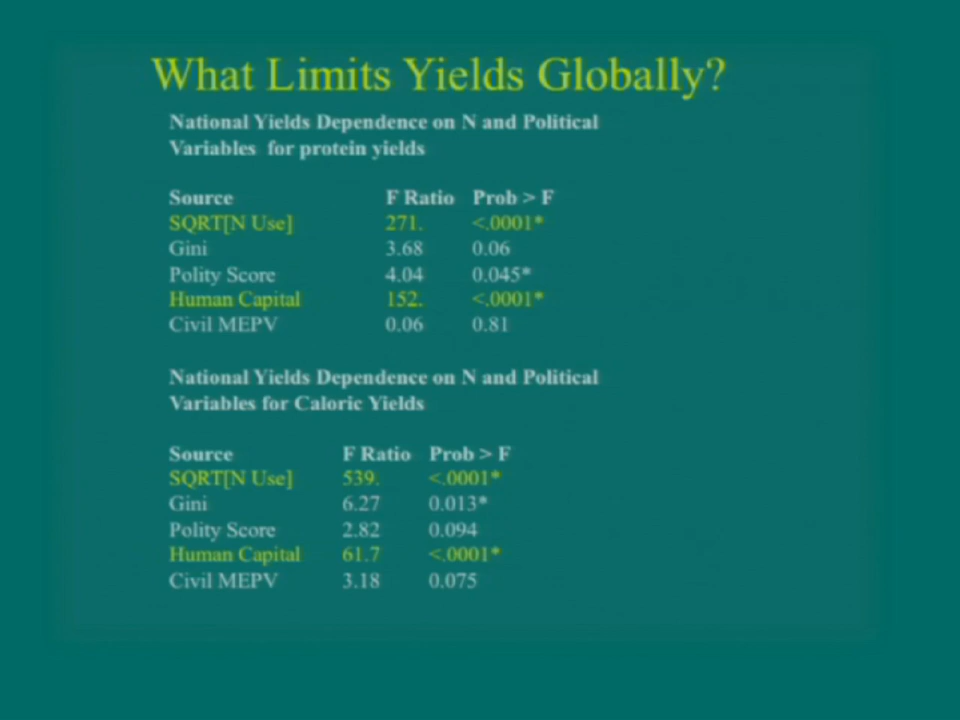 What Limits Yields Globally?
National Yields Dependence on N and Political
Variables for protein yields
Source F Ratio Prob > F
SQRT[N Use] 271. <.0001*
Gini 3.68 0.06
Polity Score 4.04 0.045*
Human Capital 152. <.0001*
Civil MEPV 0.06 0.81
National Yields Dependence on N and Political
Variables for Caloric Yields
Source F Ratio Prob > F
SQRT[N Use] 539. <.0001*
Gini 6.27 0.013*
Polity Score 2.82 0.094
Human Capital 61.7 <.0001*
Civil MEPV 3.18 0.075